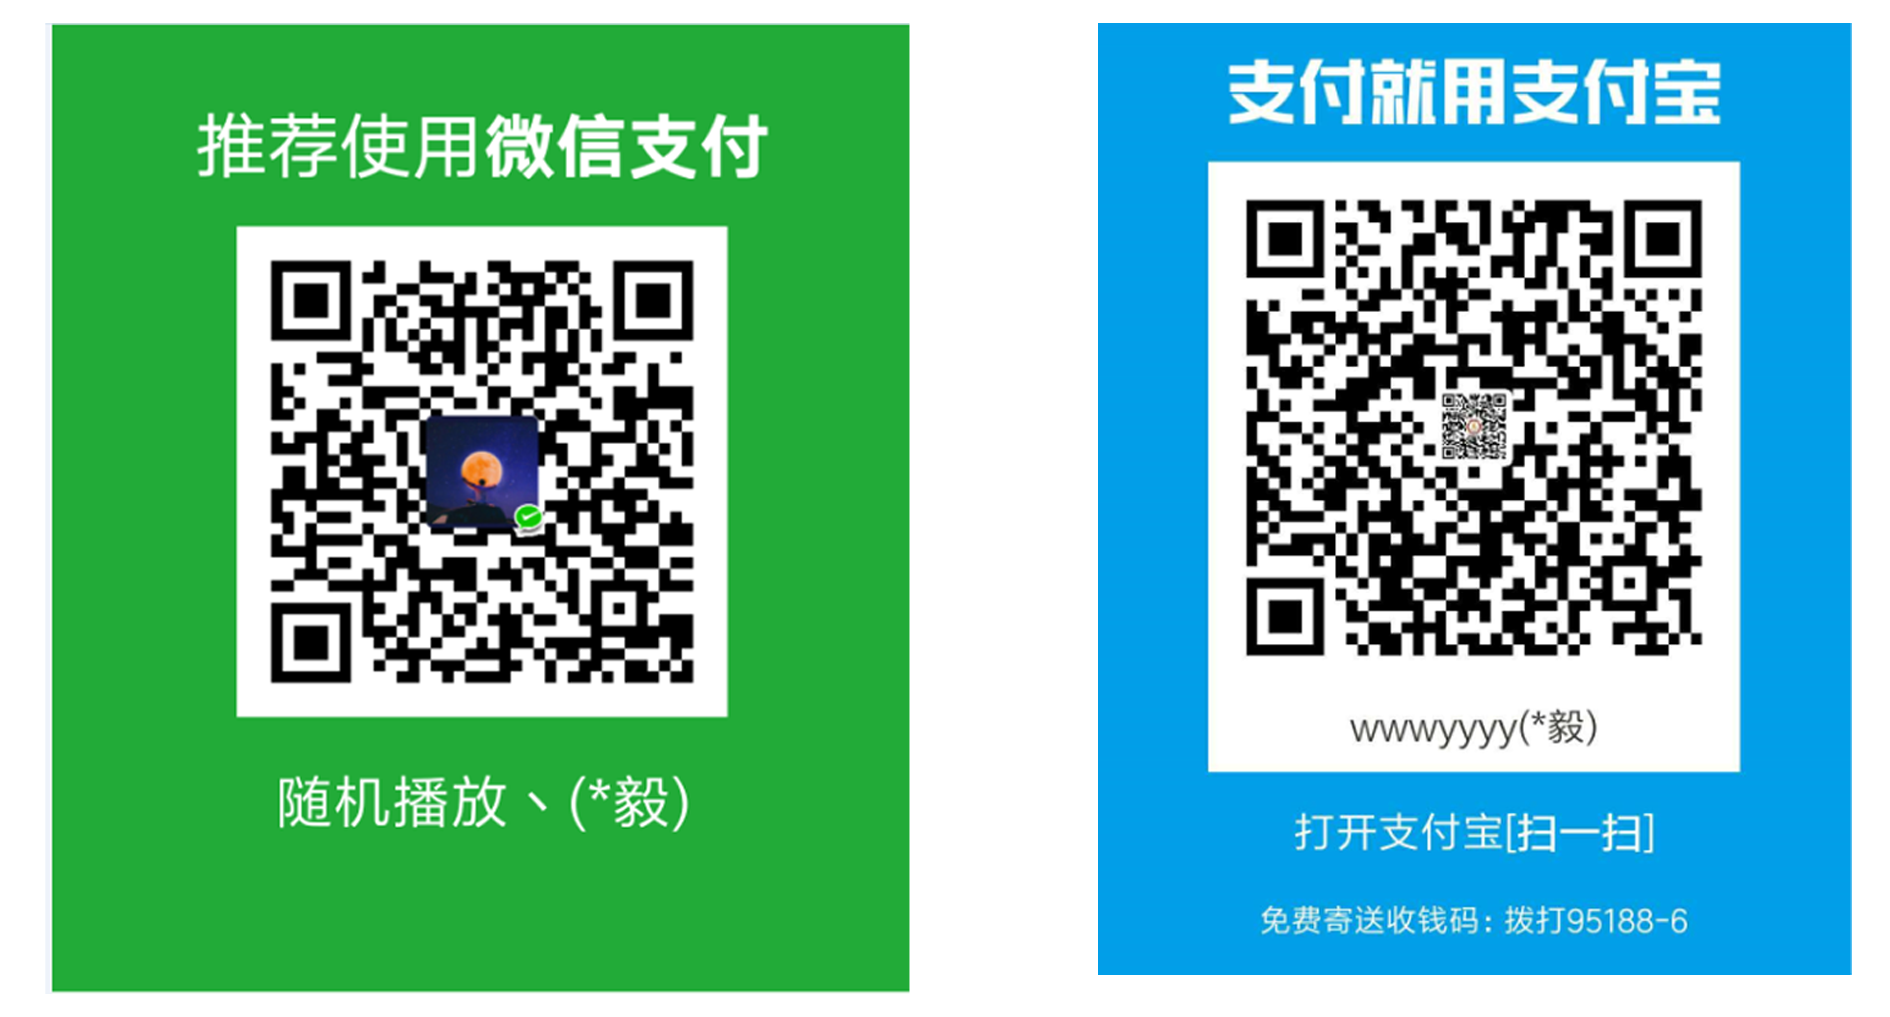 推荐使用微信支付
随机播放丶(*毅)
支付就用支付宝
wwwyyyy(*毅)
打开支付宝[扫一扫]
免费寄送收钱码：拨打95188-6